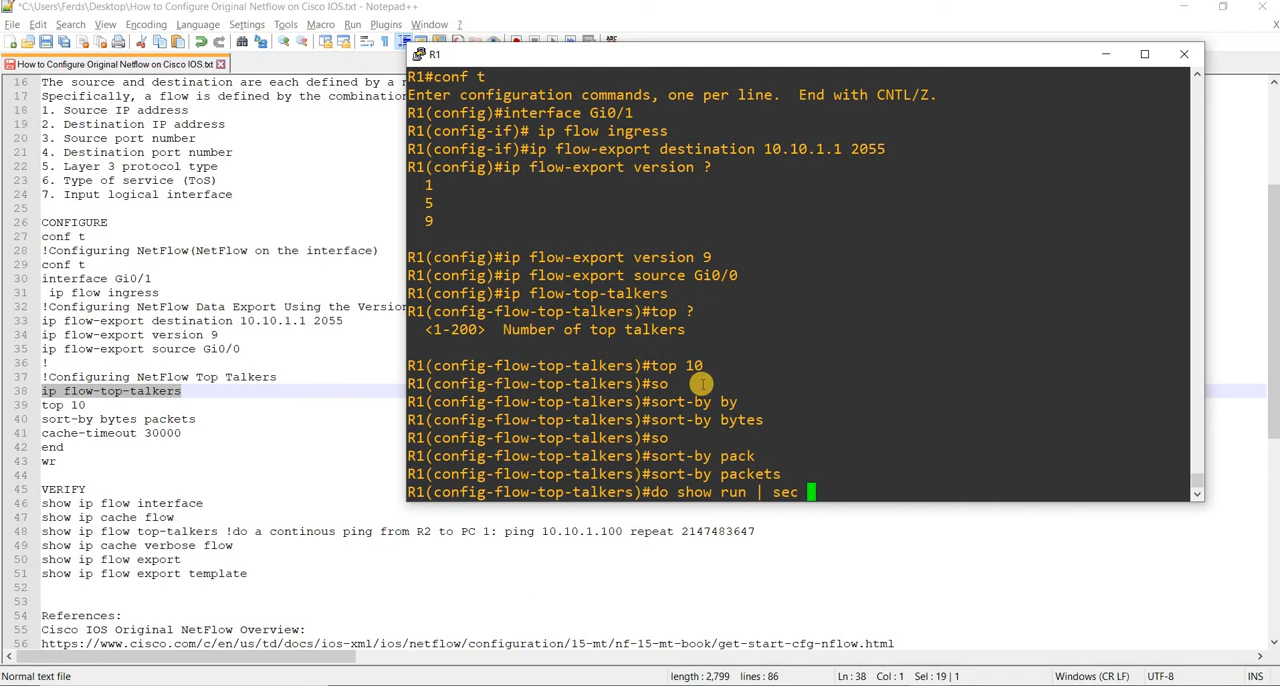 *C:\Users\Ferds\Desktop\How to Configure Original Netflow on Cisco IOS.txt - Notepad++
File Edit Search View Encoding Language Settings Tools Macro Run Plugins Window ?
How to Configure Original Netflow on Cisco IOS.txt
16 The source and destination are each defined by a n
17 Specifically, a flow is defined by the combination
18 1. Source IP address
19 2. Destination IP address
20 3. Source port number
21 4. Destination port number
22 5. Layer 3 protocol type
23 6. Type of service (ToS)
24 7. Input logical interface
25
26 CONFIGURE
27 conf t
28 !Configuring NetFlow(NetFlow on the interface)
29 conf t
30 interface Gi0/1
31 ip flow ingress
32 !Configuring NetFlow Data Export Using the Version
33 ip flow-export destination 10.10.1.1 2055
34 ip flow-export version 9
35 ip flow-export source Gi0/0
36 !
37 !Configuring NetFlow Top Talkers
38 ip flow-top-talkers
39 top 10
40 sort-by bytes packets
41 cache-timeout 30000
42 end
43 wr
44
45 VERIFY
46 show ip flow interface
47 show ip cache flow
48 show ip flow top-talkers !do a continous ping from R2 to PC 1: ping 10.10.1.100 repeat 2147483647
49 show ip cache verbose flow
50 show ip flow export
51 show ip flow export template
52
53
54 References:
55 Cisco IOS Original NetFlow Overview:
56 https://www.cisco.com/c/en/us/td/docs/ios-xml/ios/netflow/configuration/15-mt/nf-15-mt-book/get-start-cfg-nflow.html
R1
R1#conf t
Enter configuration commands, one per line.  End with CNTL/Z.
R1(config)#interface Gi0/1
R1(config-if)# ip flow ingress
R1(config-if)#ip flow-export destination 10.10.1.1 2055
R1(config)#ip flow-export version ?
1
5
9
R1(config)#ip flow-export version 9
R1(config)#ip flow-export source Gi0/0
R1(config)#ip flow-top-talkers
R1(config-flow-top-talkers)#top ?
<1-200>  Number of top talkers
R1(config-flow-top-talkers)#top 10
R1(config-flow-top-talkers)#so
R1(config-flow-top-talkers)#sort-by by
R1(config-flow-top-talkers)#sort-by bytes
R1(config-flow-top-talkers)#so
R1(config-flow-top-talkers)#sort-by pack
R1(config-flow-top-talkers)#sort-by packets
R1(config-flow-top-talkers)#do show run | sec
Normal text file length : 2,799 lines : 86 Ln : 38 Col : 1 Sel : 19 | 1 Windows (CR LF) UTF-8 INS